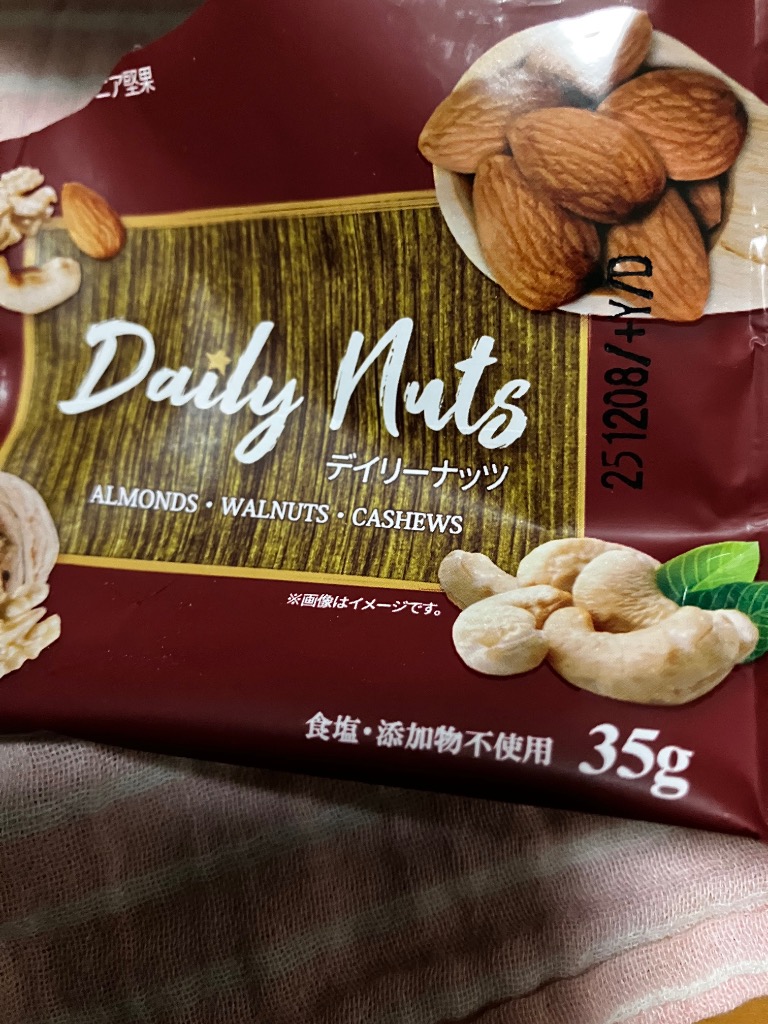 ニア堅果
Daily Nuts
デイリーナッツ
ALMONDS・WALNUTS・CASHEWS
※画像はイメージです。
食塩・添加物不使用 35g
251208/+Y/D